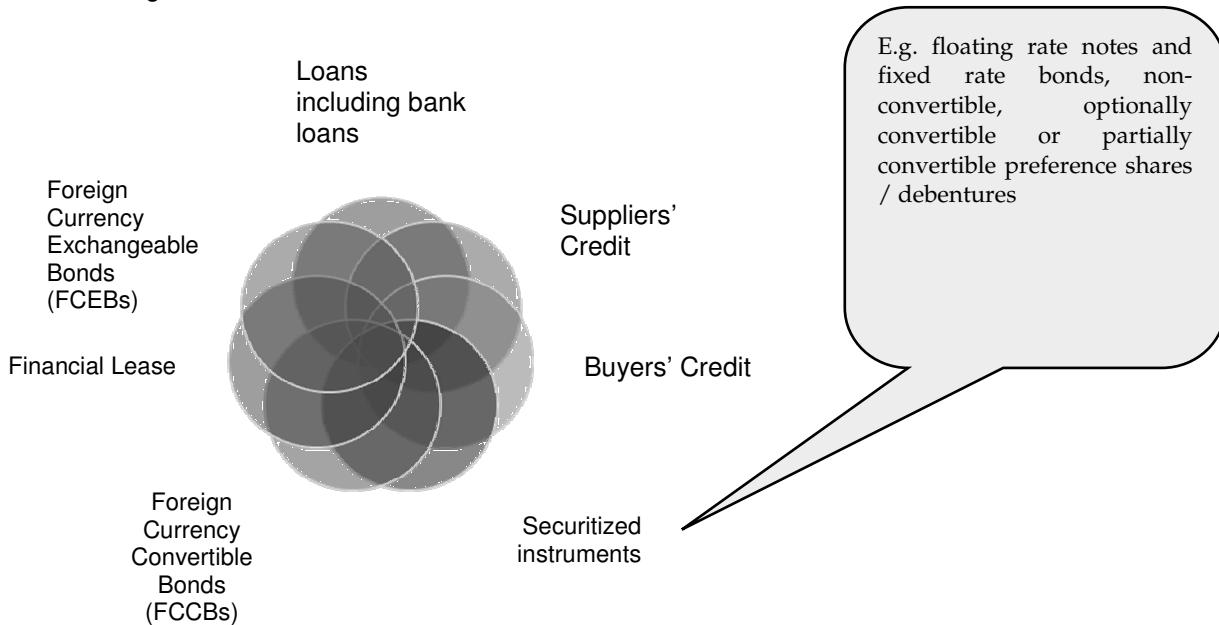 Loans
including bank
loans
Suppliers’
Credit
Buyers’ Credit
Securitized
instruments
Foreign
Currency
Convertible
Bonds
(FCCBs)
Financial Lease
Foreign
Currency
Exchangeable
Bonds
(FCEBs)
E.g. floating rate notes and
fixed rate bonds, non-
convertible, optionally
convertible or partially
convertible preference shares
/ debentures